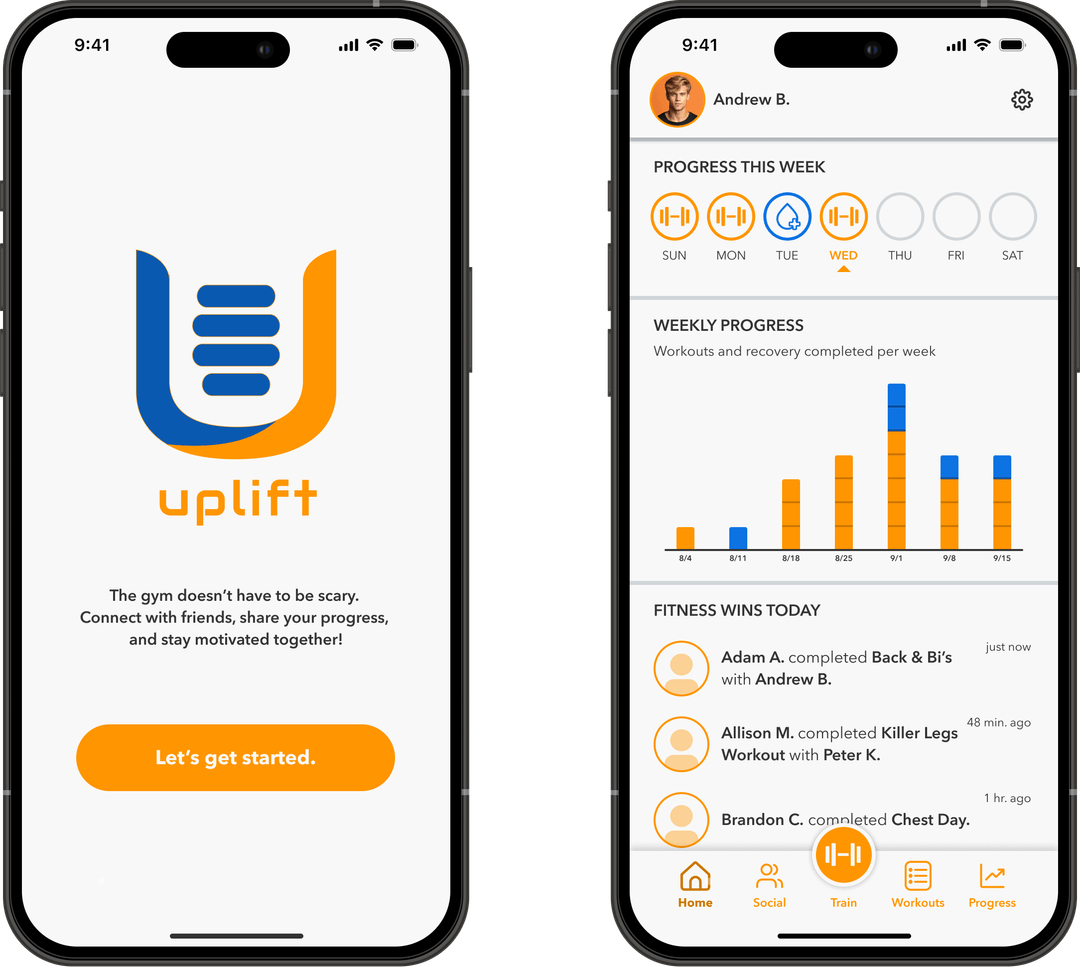 9:41
uplift
The gym doesn’t have to be scary.
Connect with friends, share your progress,
and stay motivated together!
Let’s get started.
9:41
Andrew B.
PROGRESS THIS WEEK
SUN MON TUE WED THU FRI SAT
WEEKLY PROGRESS
Workouts and recovery completed per week
8/4 8/11 8/18 8/25 9/1 9/8 9/15
FITNESS WINS TODAY
just now
Adam A. completed Back & Bi’s
with Andrew B.
48 min. ago
Allison M. completed Killer Legs
Workout with Peter K.
1 hr. ago
Brandon C. completed Chest Day.
Home Social Train Workouts Progress